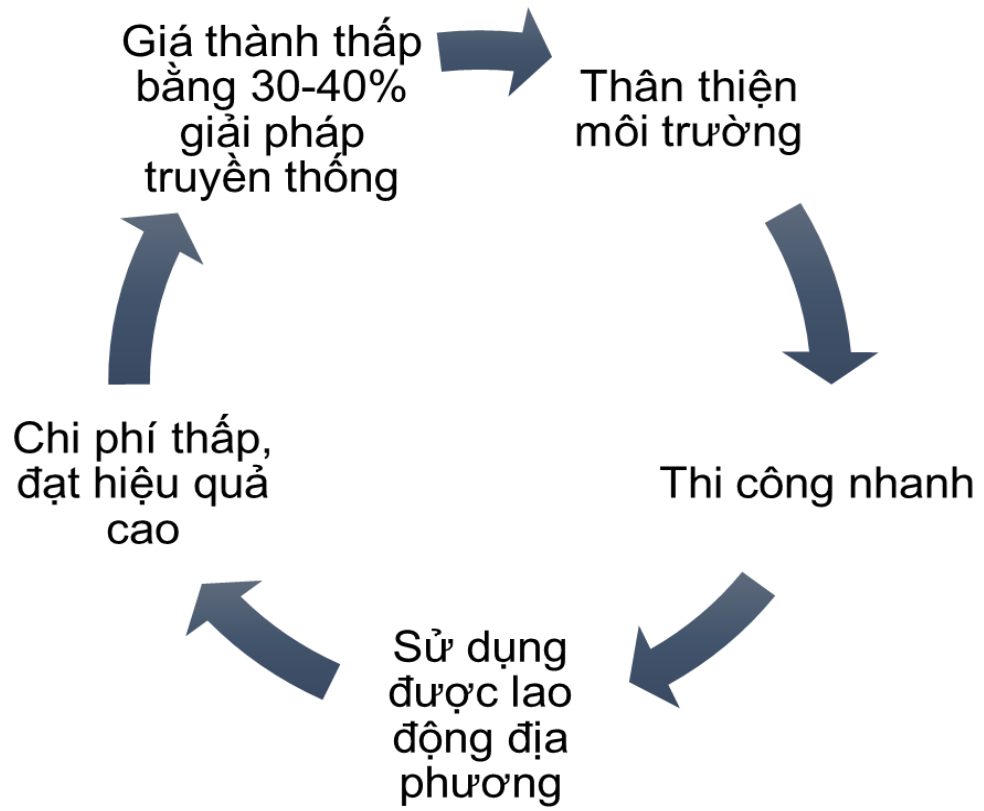 Giá thành thấp
bằng 30-40%
giải pháp
truyền thống
Thân thiện
môi trường
Thi công nhanh
Sử dụng
được lao
động địa
phương
Chi phí thấp,
đạt hiệu quả
cao